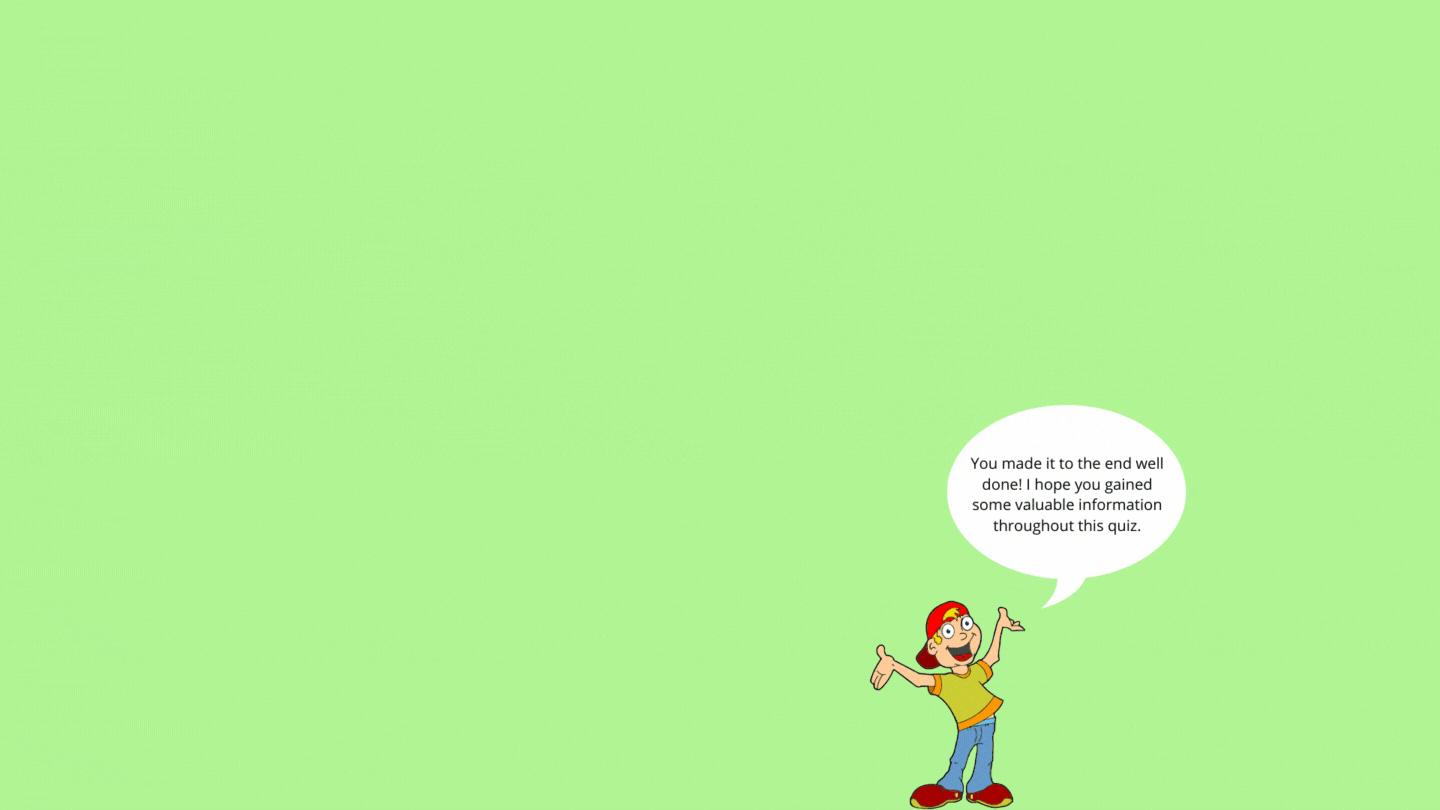 You made it to the end well
done! I hope you gained
some valuable information
throughout this quiz.